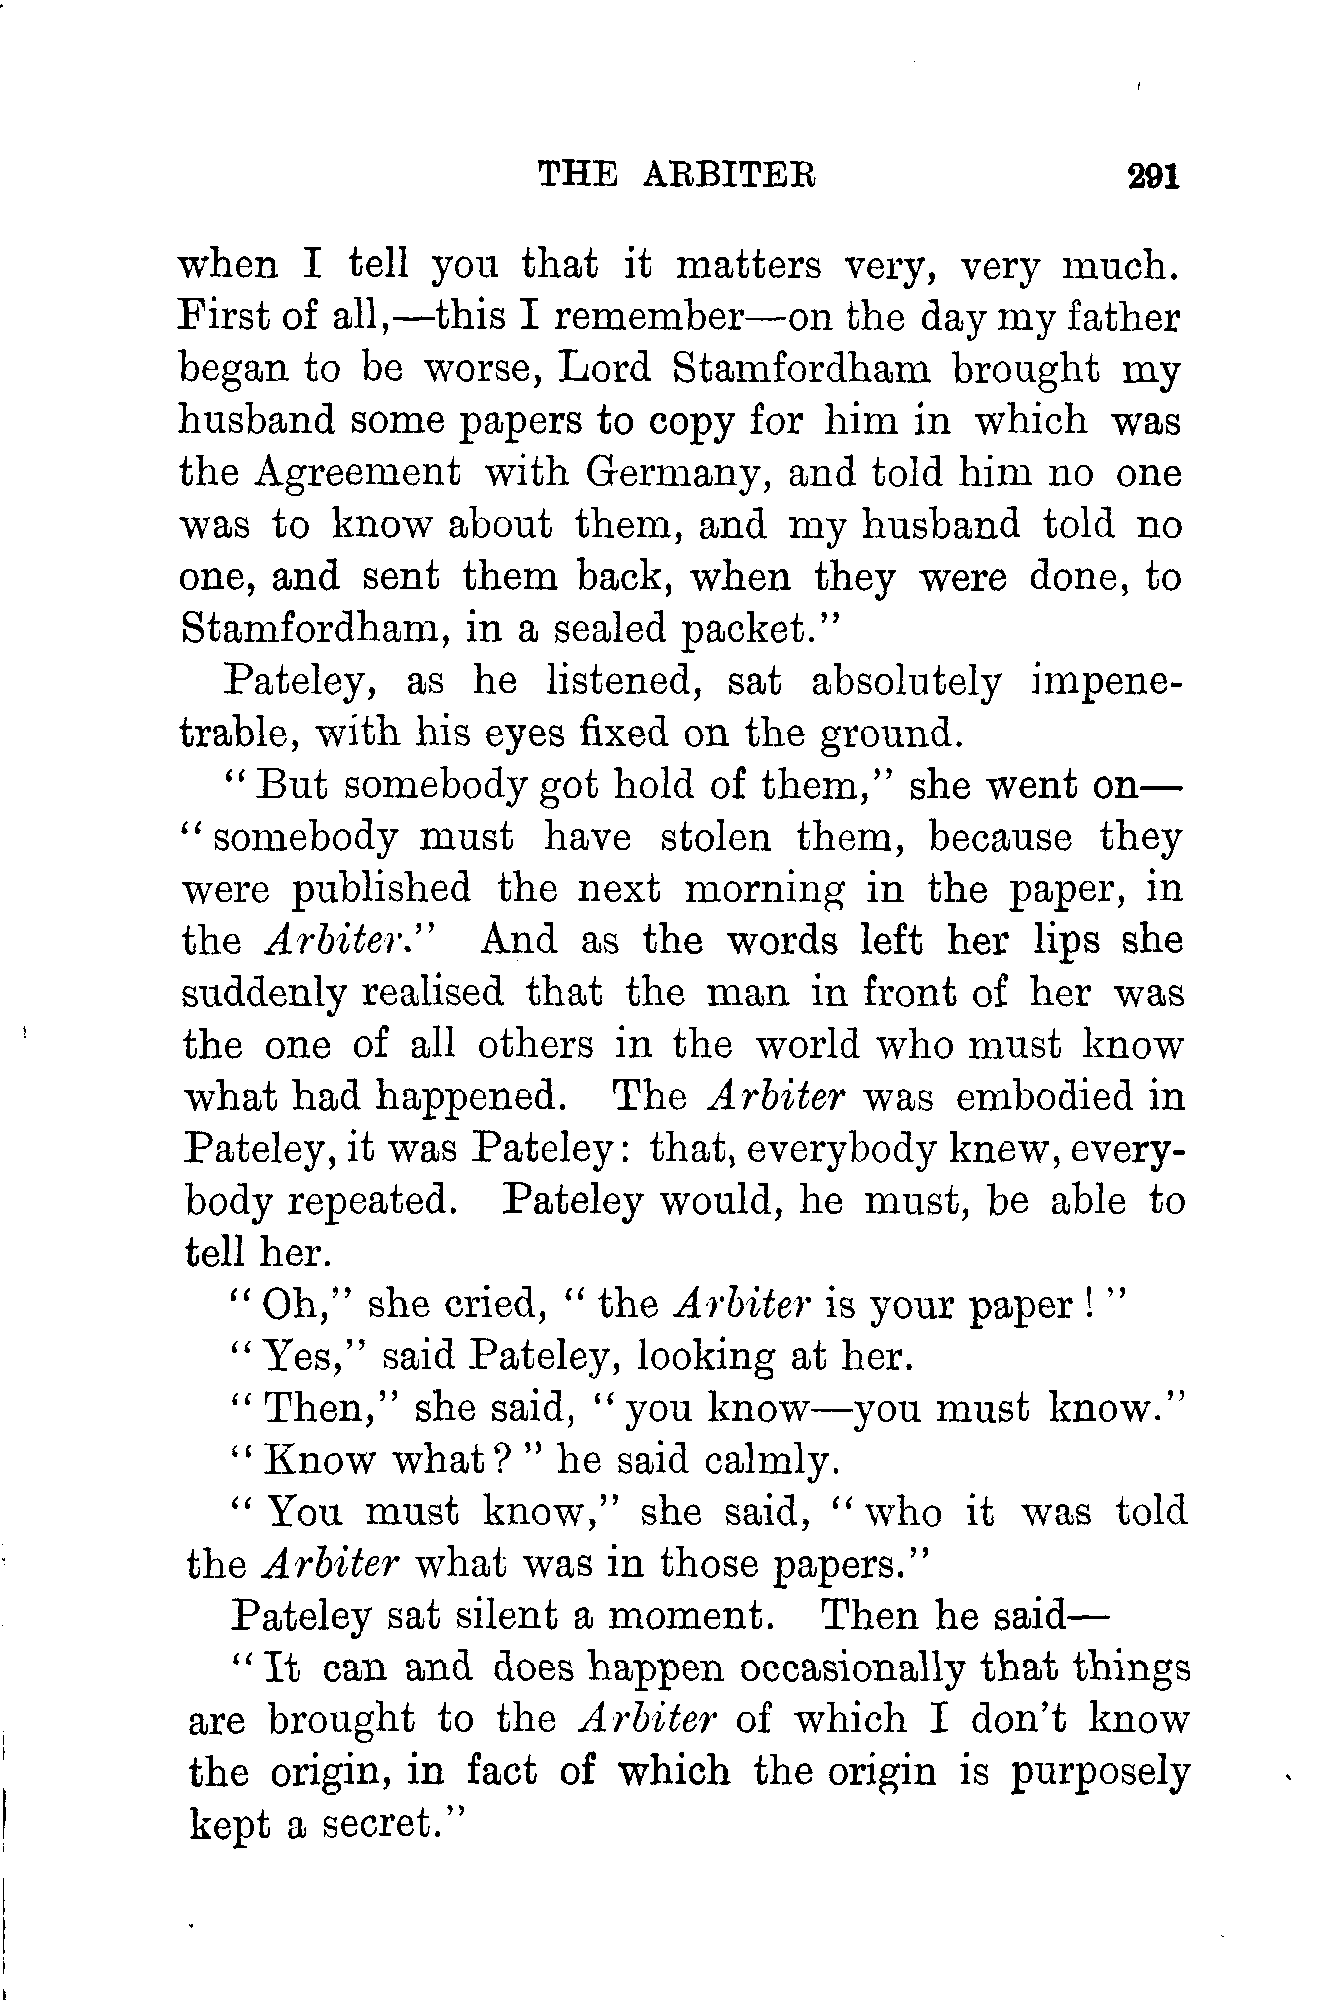 THE ARBITER 291
when I tell you that it matters very, very much.
First of all,—this I remember—on the day my father
began to be worse, Lord Stamfordham brought my
husband some papers to copy for him in which was
the Agreement with Germany, and told him no one
was to know about them, and my husband told no
one, and sent them back, when they were done, to
Stamfordham, in a sealed packet.”
Pateley, as he listened, sat absolutely impene-
trable, with his eyes fixed on the ground.
“ But somebody got hold of them,” she went on—
“ somebody must have stolen them, because they
were published the next morning in the paper, in
the Arbiter.” And as the words left her lips she
suddenly realised that the man in front of her was
the one of all others in the world who must know
what had happened. The Arbiter was embodied in
Pateley, it was Pateley: that, everybody knew, every-
body repeated. Pateley would, he must, be able to
tell her.
“ Oh,” she cried, “ the Arbiter is your paper ! ”
“ Yes,” said Pateley, looking at her.
“ Then,” she said, “ you know—you must know.”
“ Know what ? ” he said calmly.
“ You must know,” she said, “ who it was told
the Arbiter what was in those papers.”
Pateley sat silent a moment. Then he said—
“ It can and does happen occasionally that things
are brought to the Arbiter of which I don’t know
the origin, in fact of which the origin is purposely
kept a secret.”